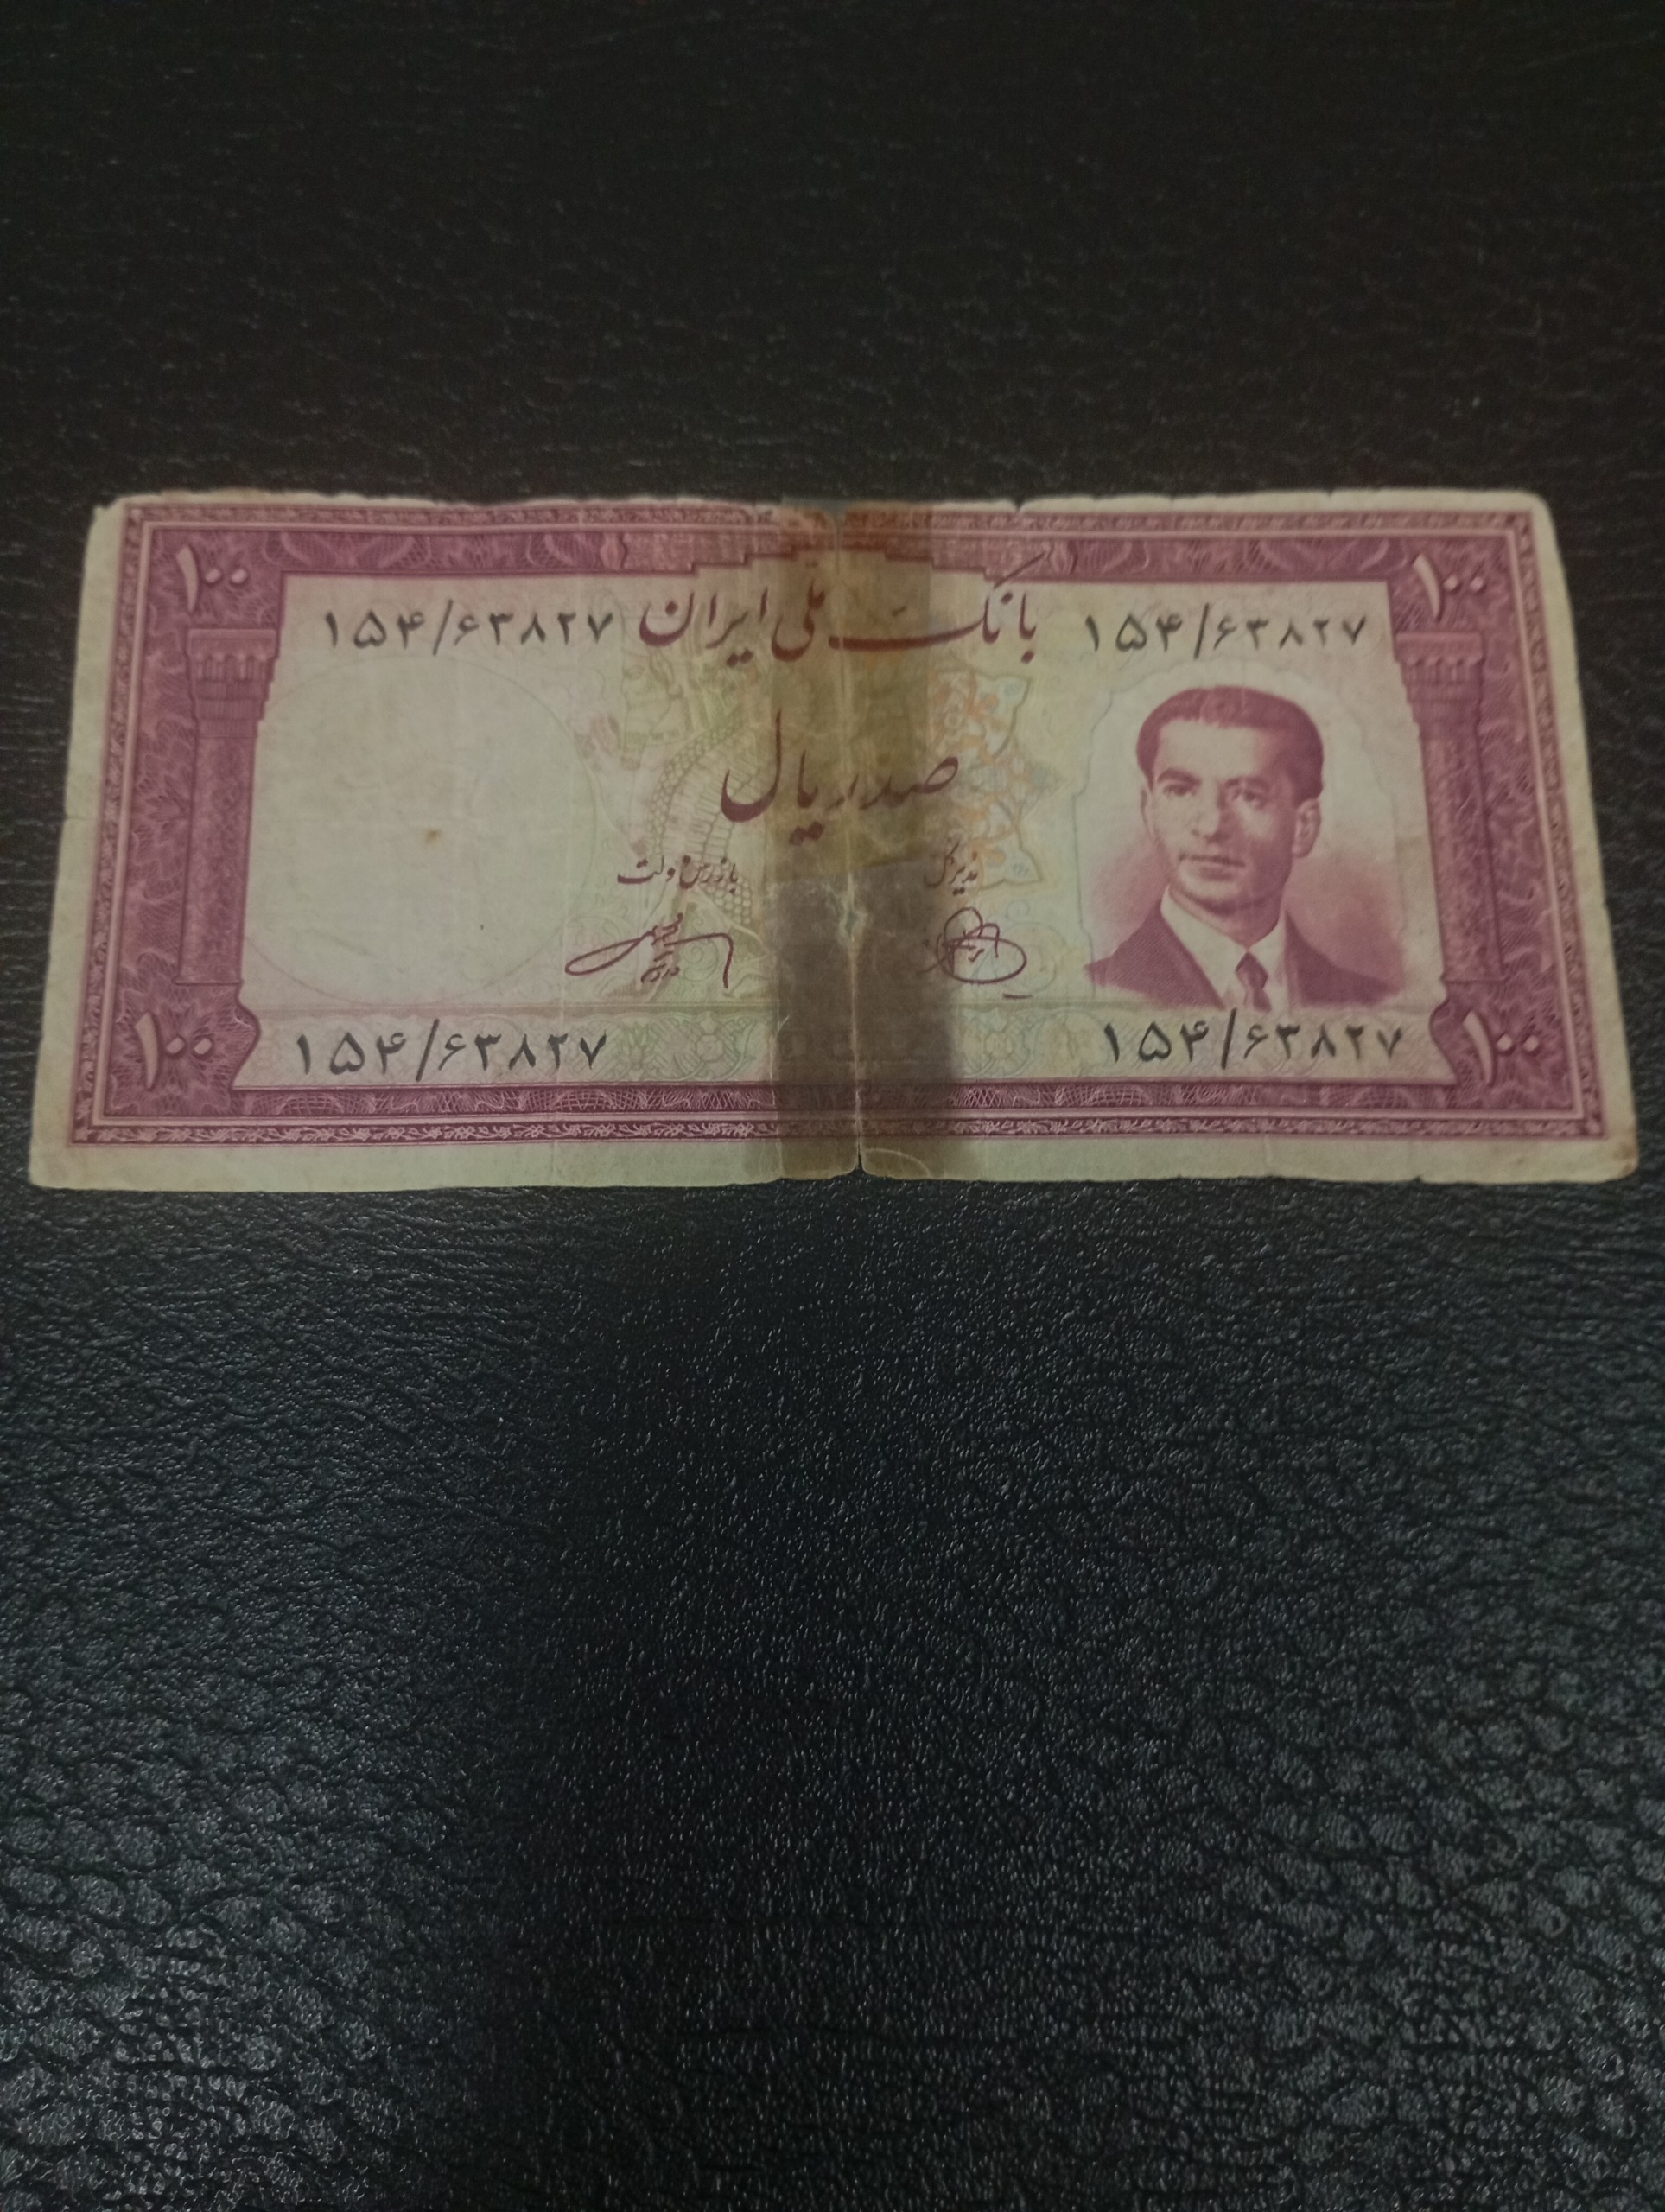 ۱۰۰ ۱۰۰
۱۵۴/۶۳۸۲۷ بانک ملی ایران ۱۵۴/۶۳۸۲۷
صد ریال
مدیر کل بازرس دولت
۱۵۴/۶۳۸۲۷ ۱۵۴/۶۳۸۲۷
۱۰۰ ۱۰۰